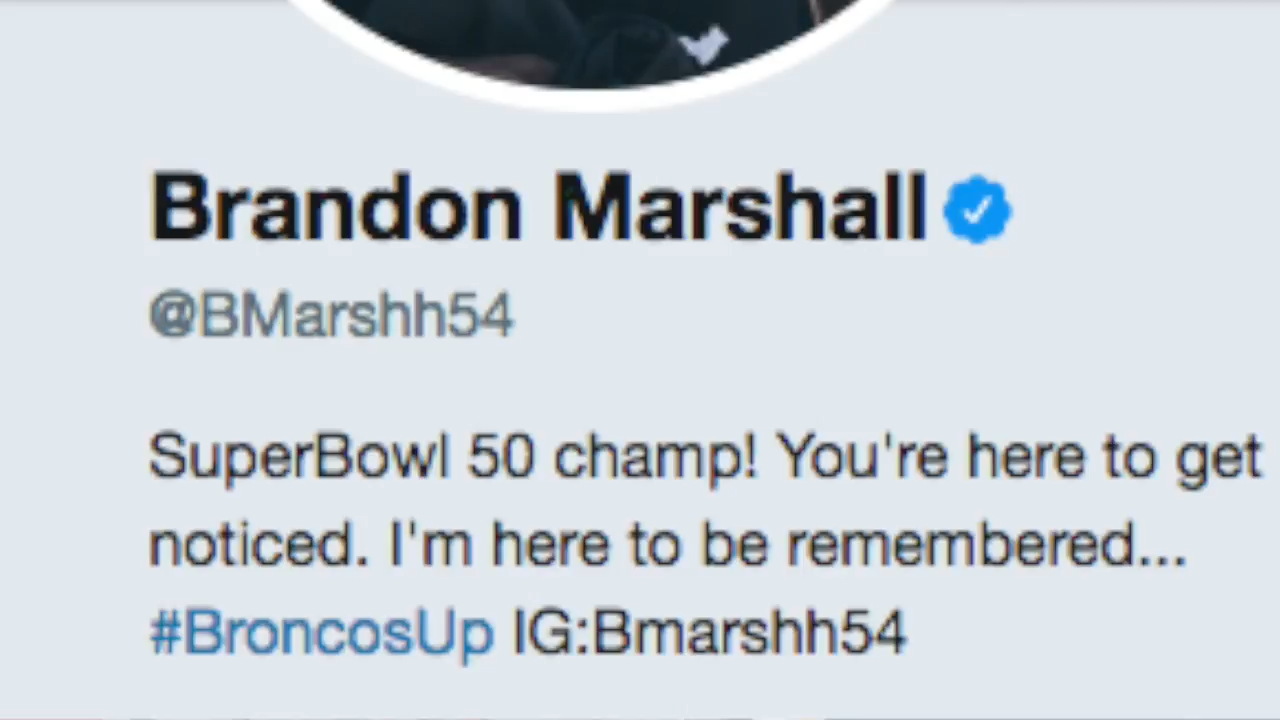 Brandon Marshall
@BMarshh54
SuperBowl 50 champ! You're here to get
noticed. I'm here to be remembered...
#BroncosUp IG:Bmarshh54